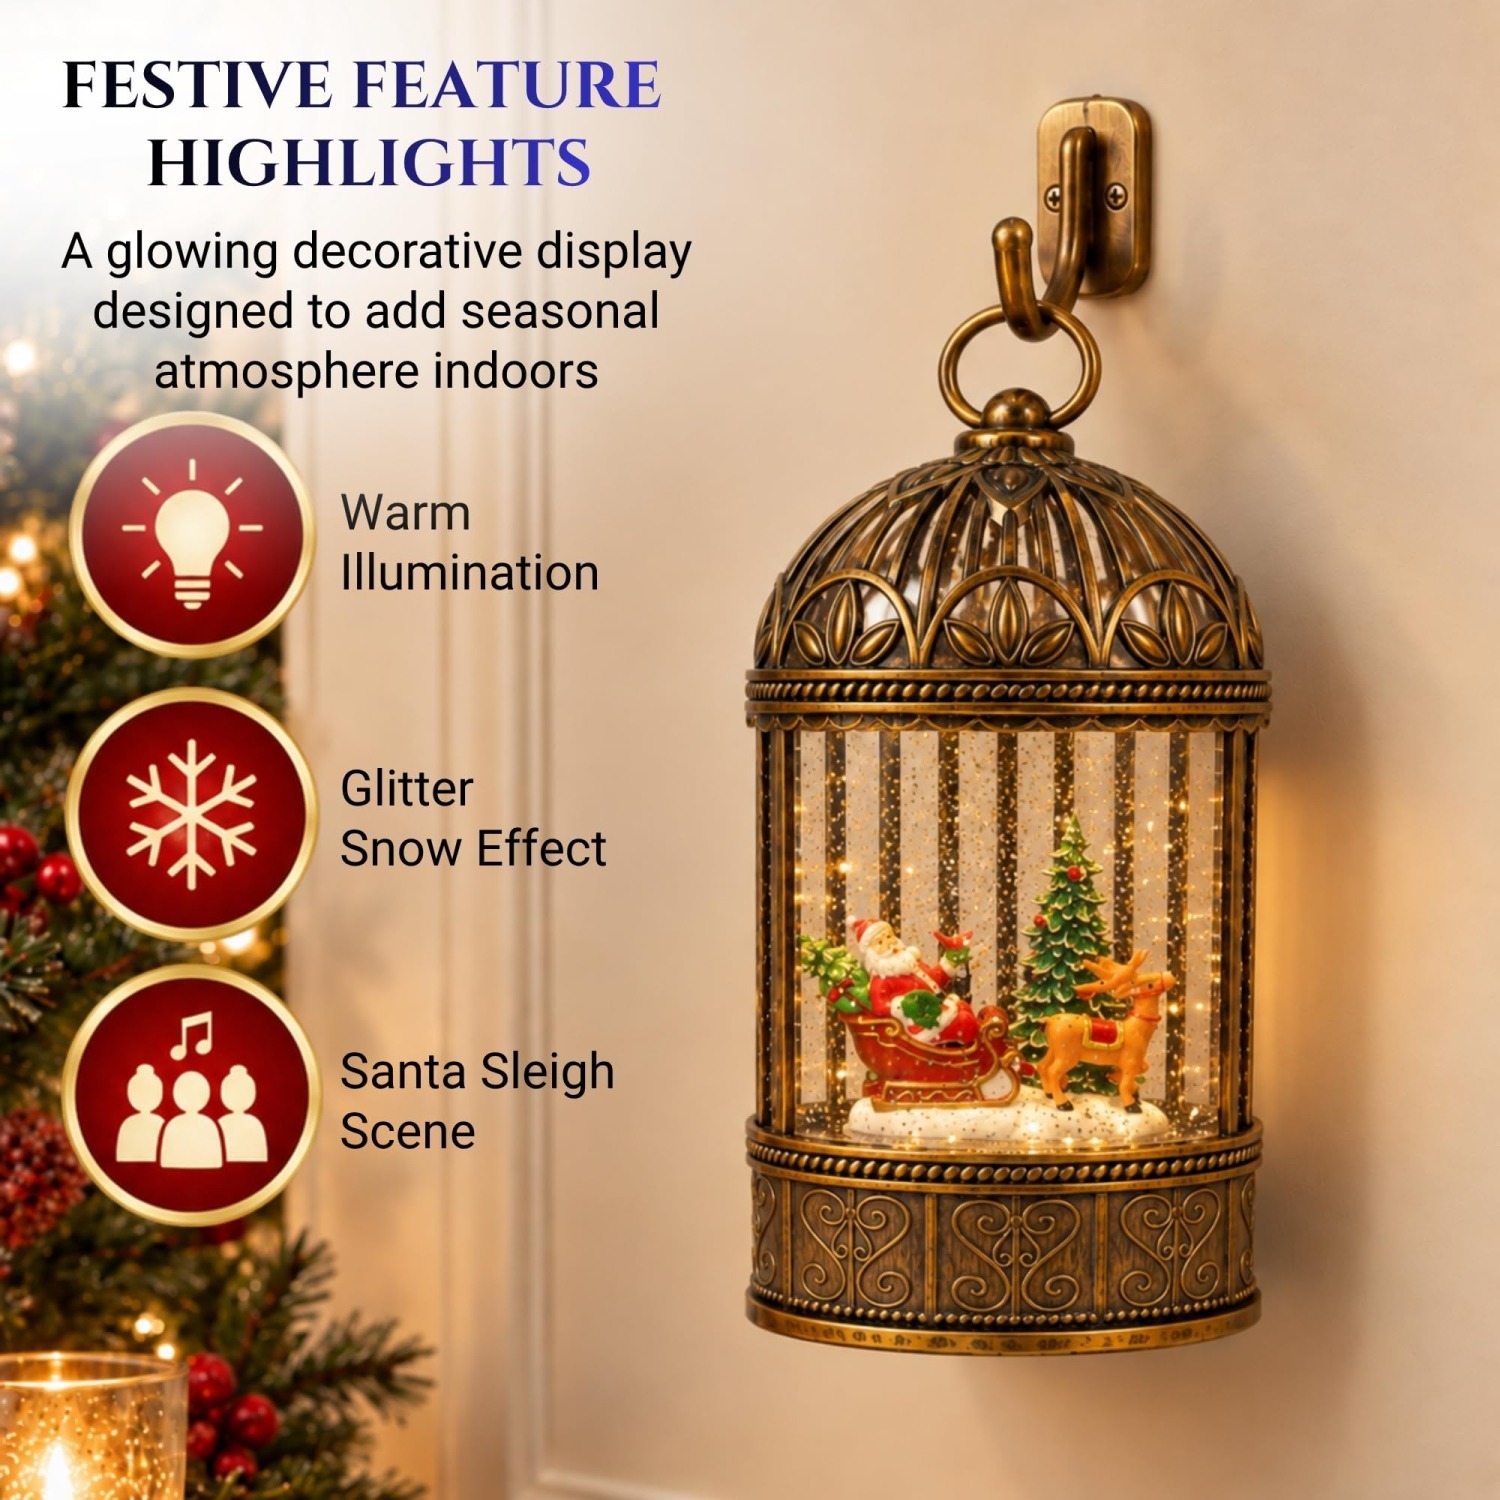 FESTIVE FEATURE
HIGHLIGHTS
A glowing decorative display
designed to add seasonal
atmosphere indoors
Warm
Illumination
Glitter
Snow Effect
Santa Sleigh
Scene